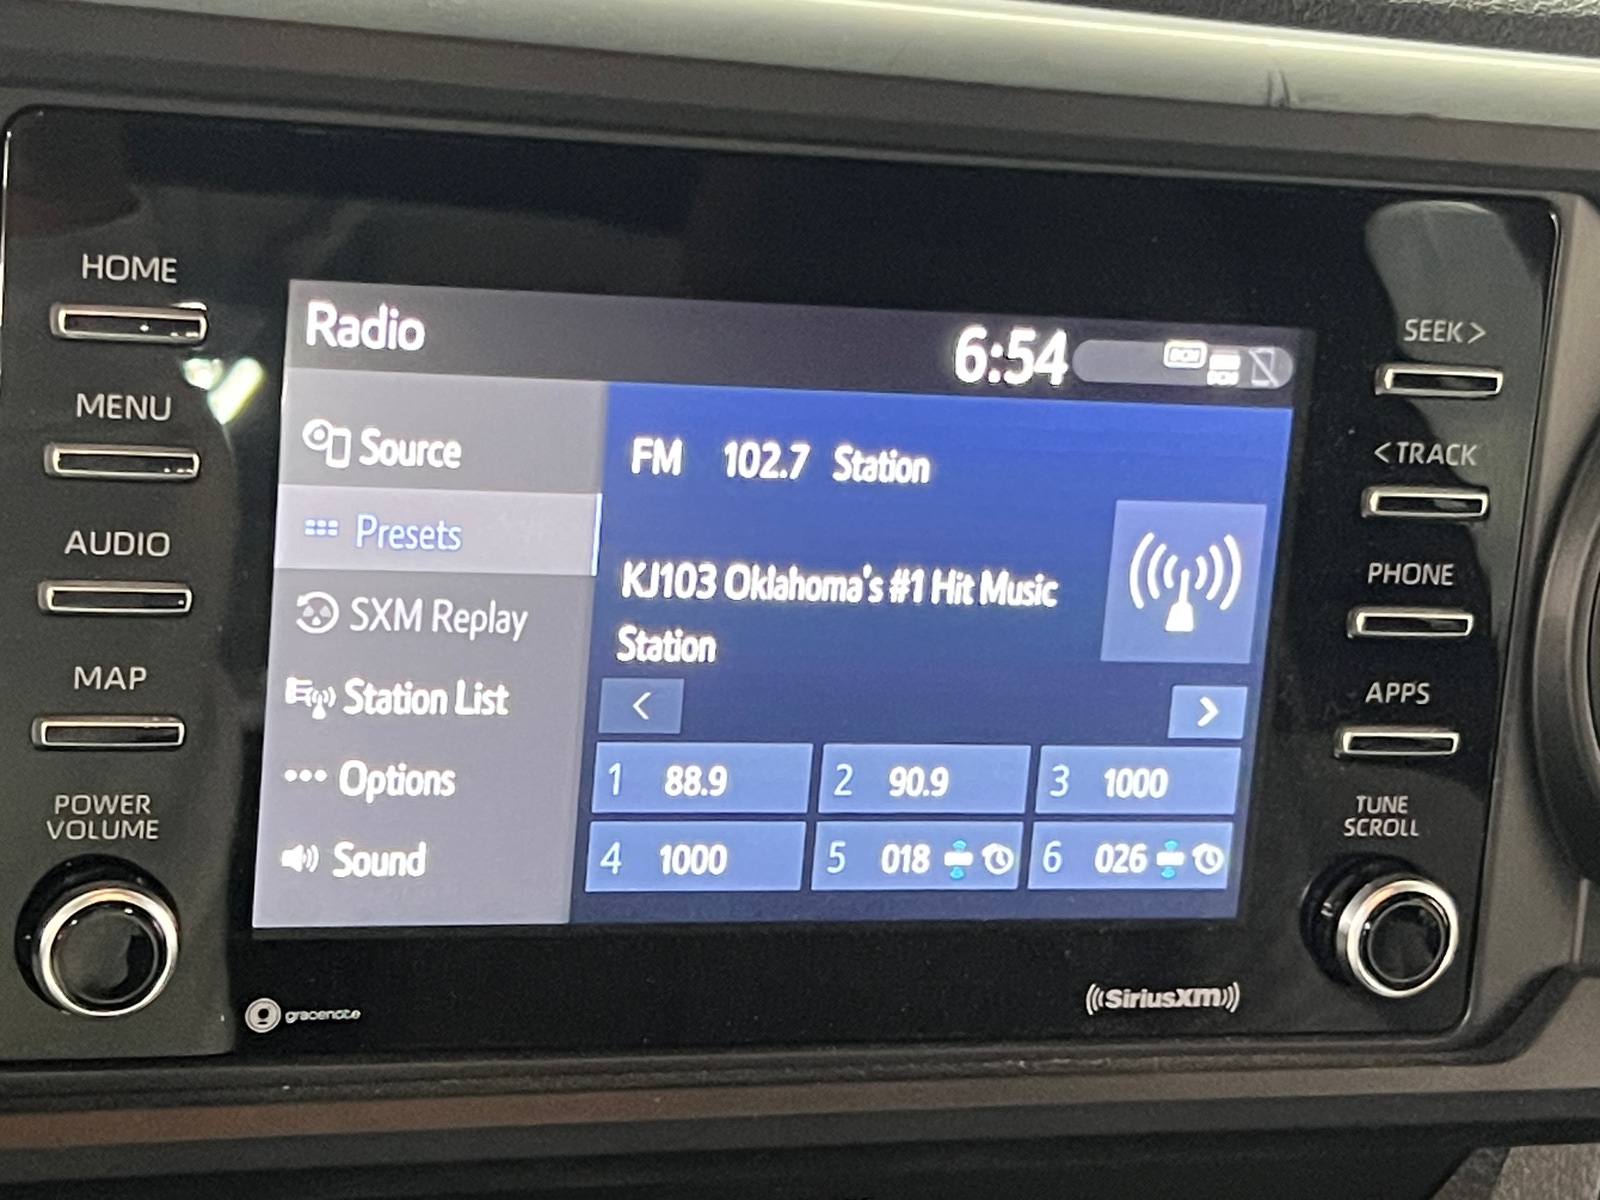 HOME
MENU
AUDIO
MAP
POWER
VOLUME
Radio
6:54
DCM
DCM
Source
Presets
SXM Replay
Station List
Options
Sound
FM 102.7 Station
KJ103 Oklahoma's #1 Hit Music
Station
< >
1 88.9 2 90.9 3 1000
4 1000 5 018 6 026
SEEK >
< TRACK
PHONE
APPS
TUNE
SCROLL
gracenote
((SiriusXM))